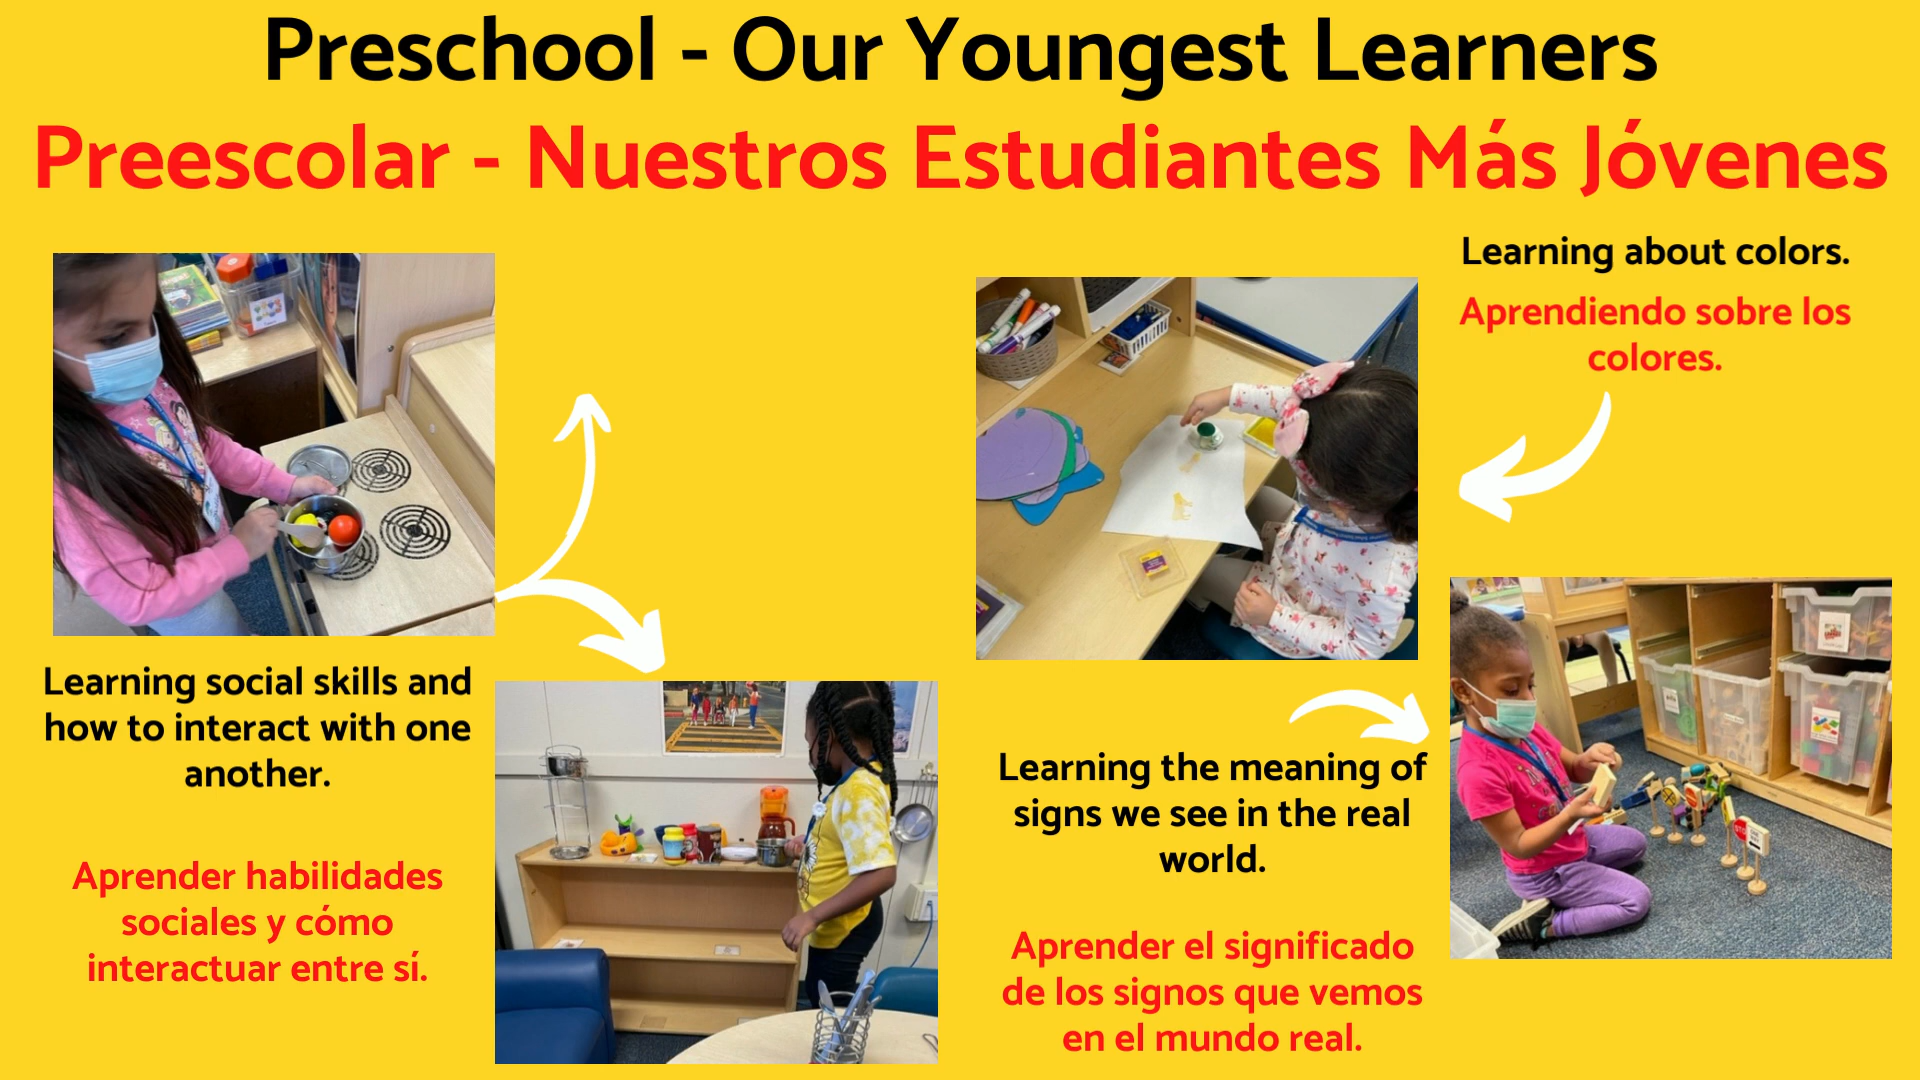 Preschool - Our Youngest Learners
Preescolar - Nuestros Estudiantes Más Jóvenes
Learning about colors.
Aprendiendo sobre los
colores.
Learning social skills and
how to interact with one
another.
Aprender habilidades
sociales y cómo
interactuar entre sí.
Learning the meaning of
signs we see in the real
world.
Aprender el significado
de los signos que vemos
en el mundo real.